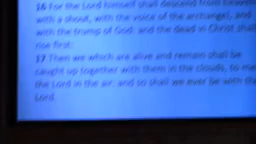 16 For the Lord himself shall descend from heaven
with a shout, with the voice of the archangel, and
with the trump of God: and the dead in Christ shall
rise first:
17 Then we which are alive and remain shall be
caught up together with them in the clouds, to me
the Lord in the air: and so shall we ever be with the
Lord.